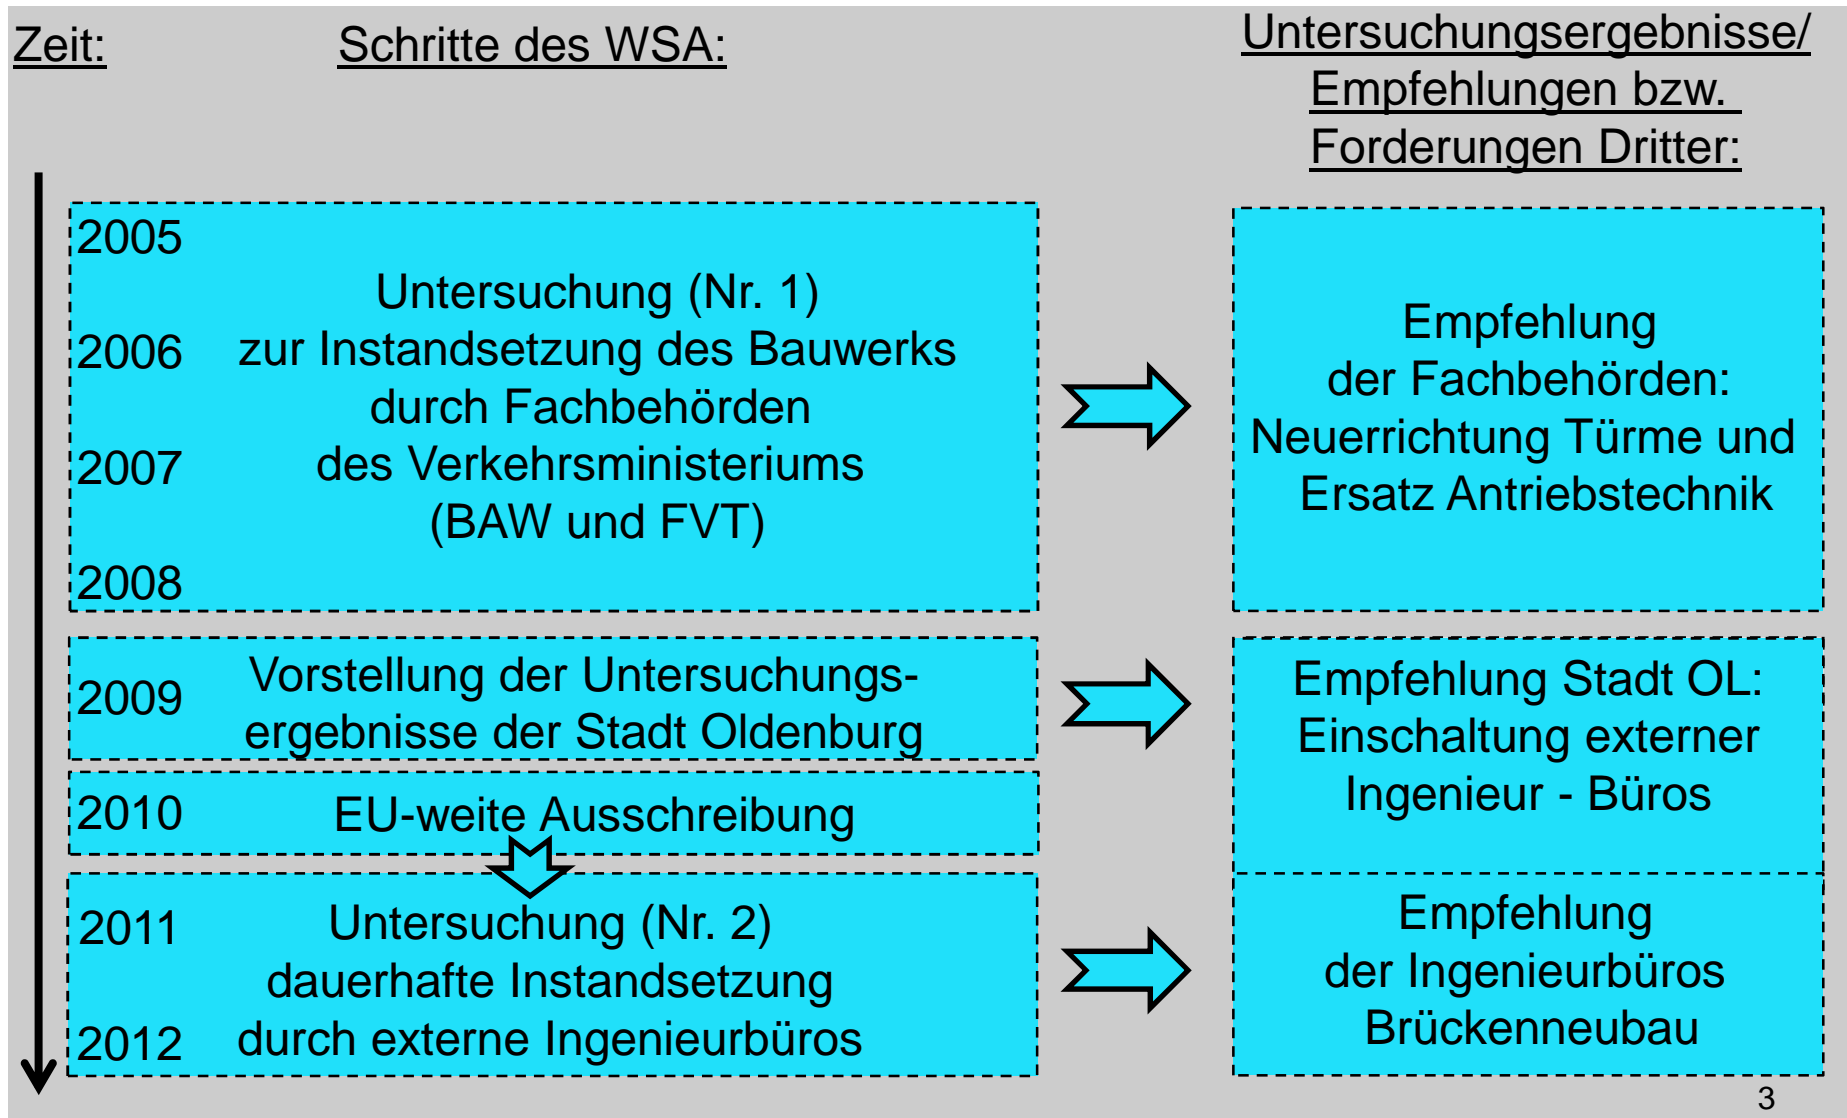 Zeit:
Schritte des WSA:
Untersuchungsergebnisse/
Empfehlungen bzw.
Forderungen Dritter:
2005
Untersuchung (Nr. 1)
2006
zur Instandsetzung des Bauwerks
durch Fachbehörden
2007
des Verkehrsministeriums
(BAW und FVT)
2008
Empfehlung
der Fachbehörden:
Neuerrichtung Türme und
Ersatz Antriebstechnik
2009
Vorstellung der Untersuchungs-
ergebnisse der Stadt Oldenburg
Empfehlung Stadt OL:
Einschaltung externer
Ingenieur - Büros
2010
EU-weite Ausschreibung
2011
Untersuchung (Nr. 2)
dauerhafte Instandsetzung
2012
durch externe Ingenieurbüros
Empfehlung
der Ingenieurbüros
Brückenneubau
3